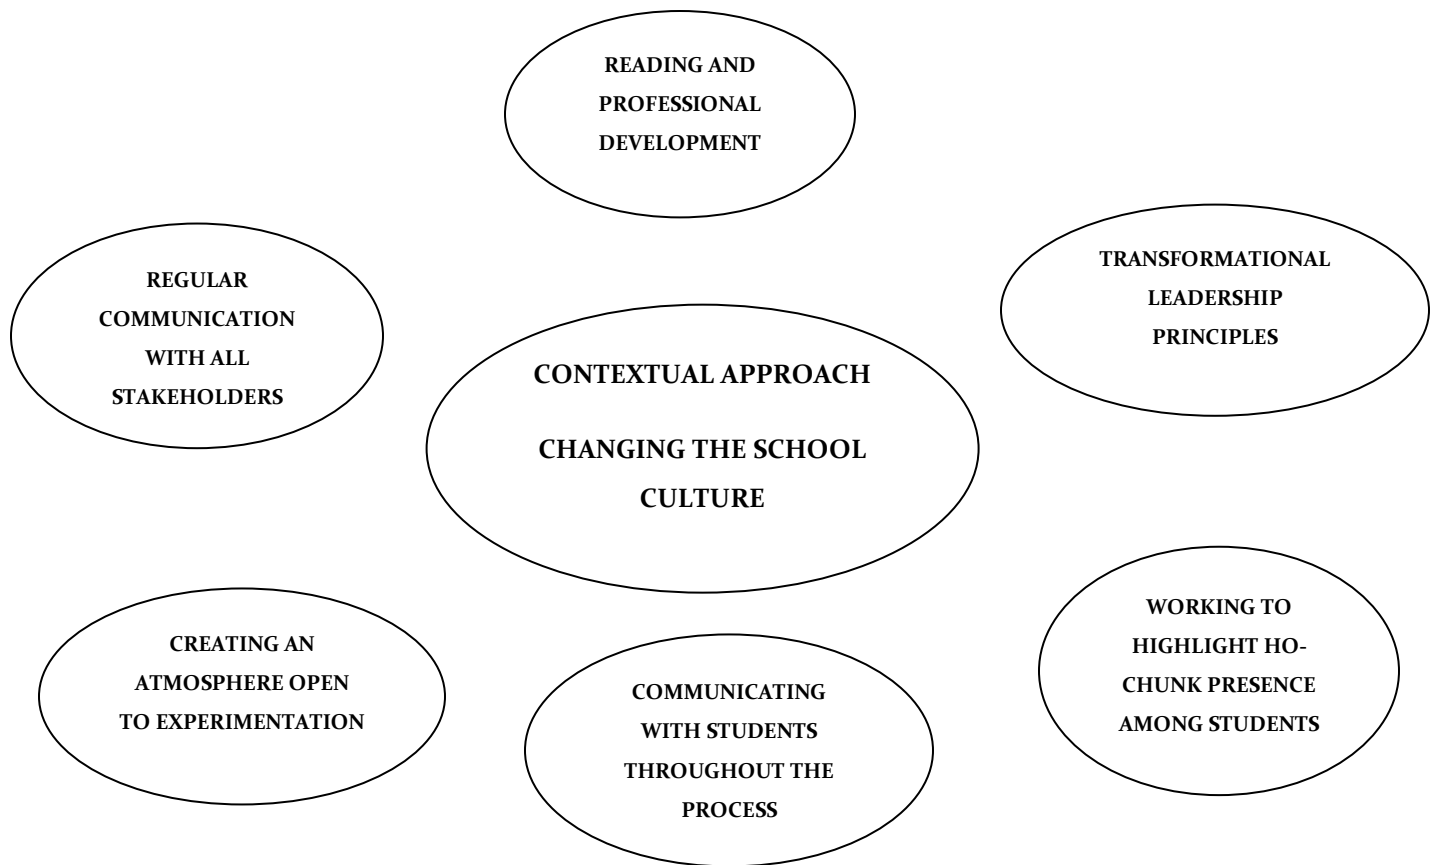 READING AND
PROFESSIONAL
DEVELOPMENT
REGULAR
COMMUNICATION
WITH ALL
STAKEHOLDERS
TRANSFORMATIONAL
LEADERSHIP
PRINCIPLES
CONTEXTUAL APPROACH
CHANGING THE SCHOOL
CULTURE
CREATING AN
ATMOSPHERE OPEN
TO EXPERIMENTATION
COMMUNICATING
WITH STUDENTS
THROUGHOUT THE
PROCESS
WORKING TO
HIGHLIGHT HO-
CHUNK PRESENCE
AMONG STUDENTS